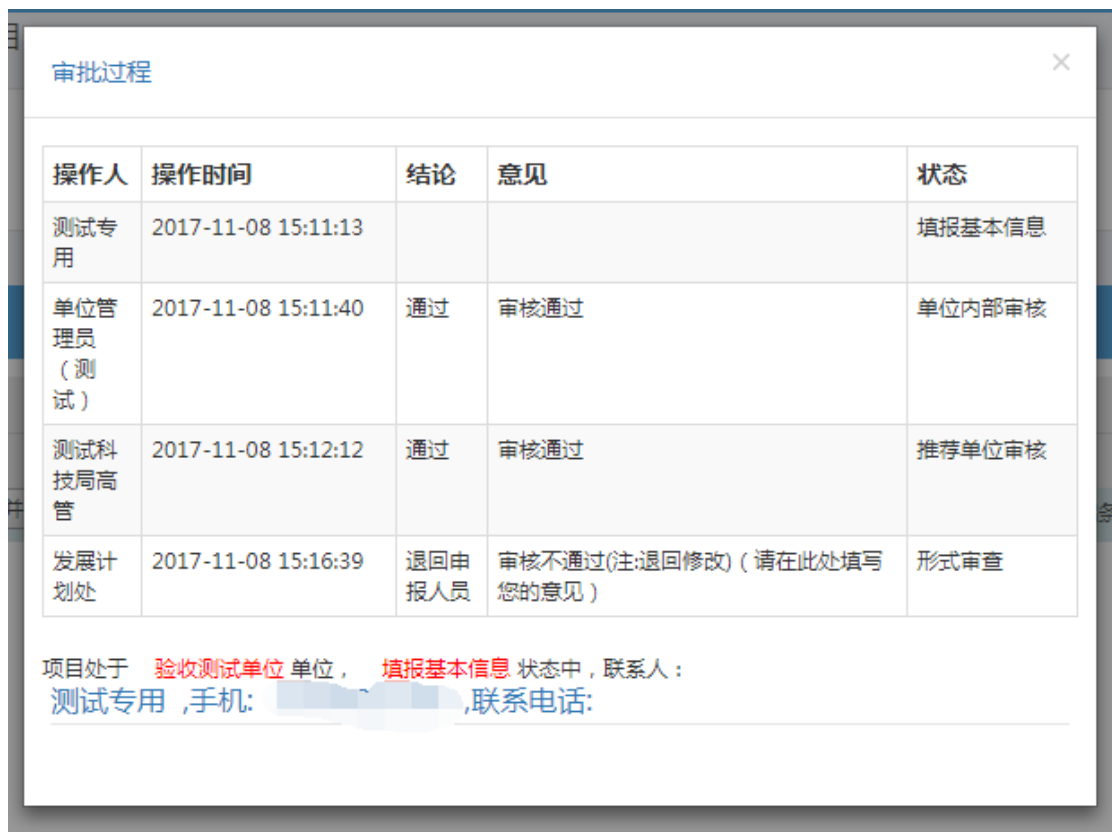 审批过程
×
操作人 操作时间 结论 意见 状态
测试专用 2017-11-08 15:11:13 填报基本信息
单位管理员(测试) 2017-11-08 15:11:40 通过 审核通过 单位内部审核
测试科技局高管 2017-11-08 15:12:12 通过 审核通过 推荐单位审核
发展计划处 2017-11-08 15:16:39 退回申报人员 审核不通过(注:退回修改)(请在此处填写您的意见) 形式审查
项目处于 验收测试单位 单位, 填报基本信息 状态中,联系人:
测试专用 ,手机: ,联系电话: